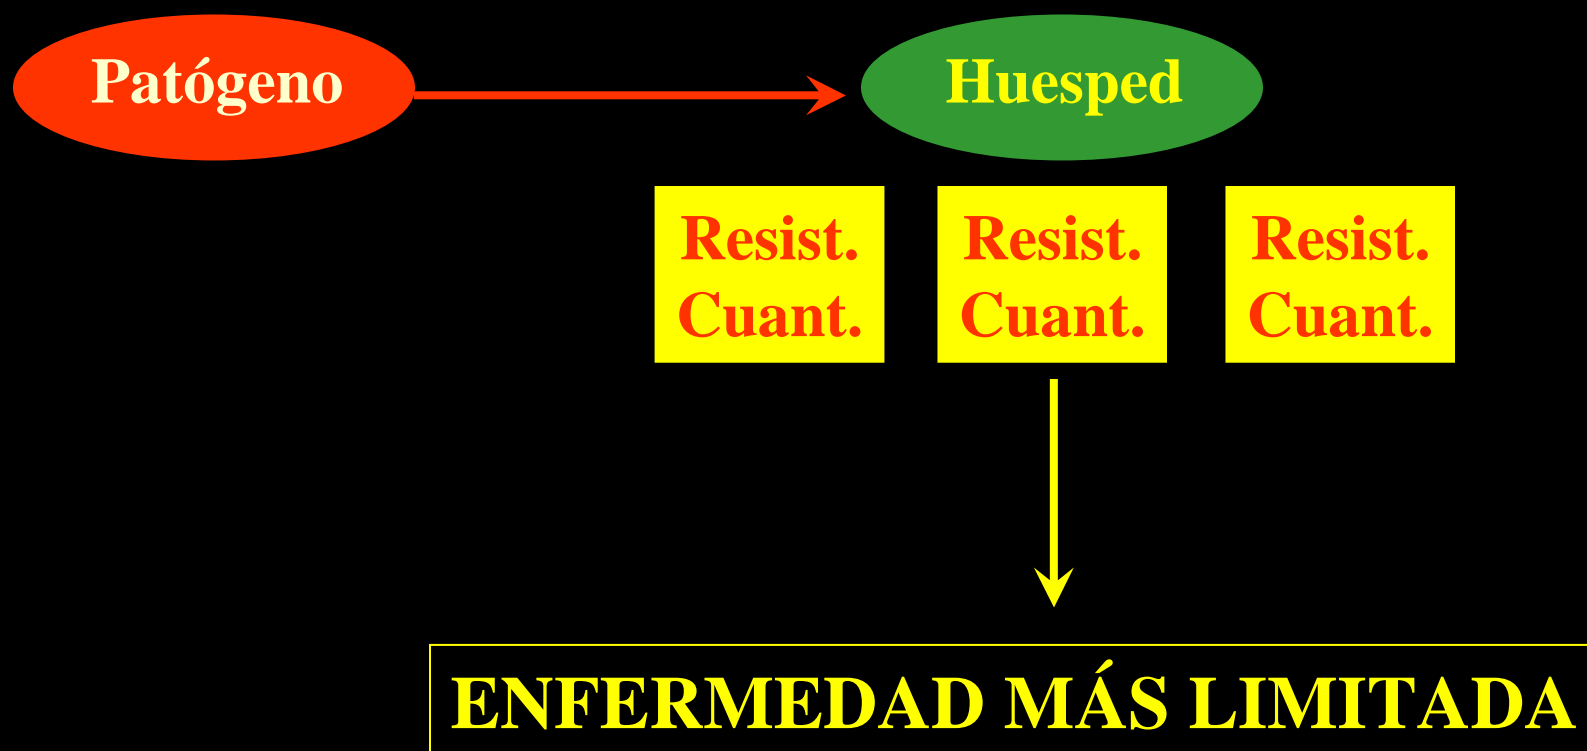 Patógeno
Huesped
Resist.
Cuant.
Resist.
Cuant.
Resist.
Cuant.
ENFERMEDAD MÁS LIMITADA